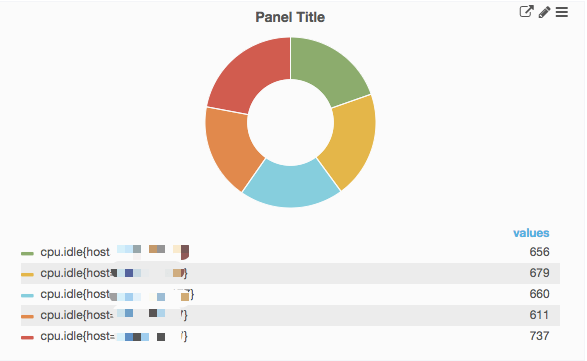 Panel Title
values
cpu.idle{host 656
cpu.idle{host= } 679
cpu.idle{host= } 660
cpu.idle{host= } 611
cpu.idle{host= } 737